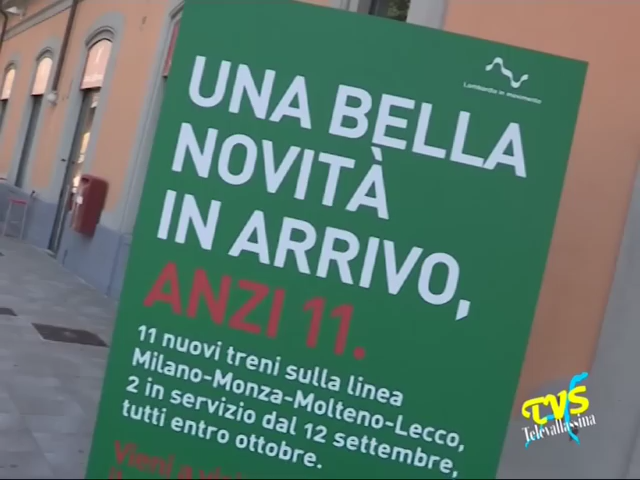 Lombardia in movimento
UNA BELLA
NOVITÀ
IN ARRIVO,
ANZI 11.
11 nuovi treni sulla linea
Milano-Monza-Molteno-Lecco,
2 in servizio dal 12 settembre,
tutti entro ottobre.
Vieni a
TVS
Televallassina